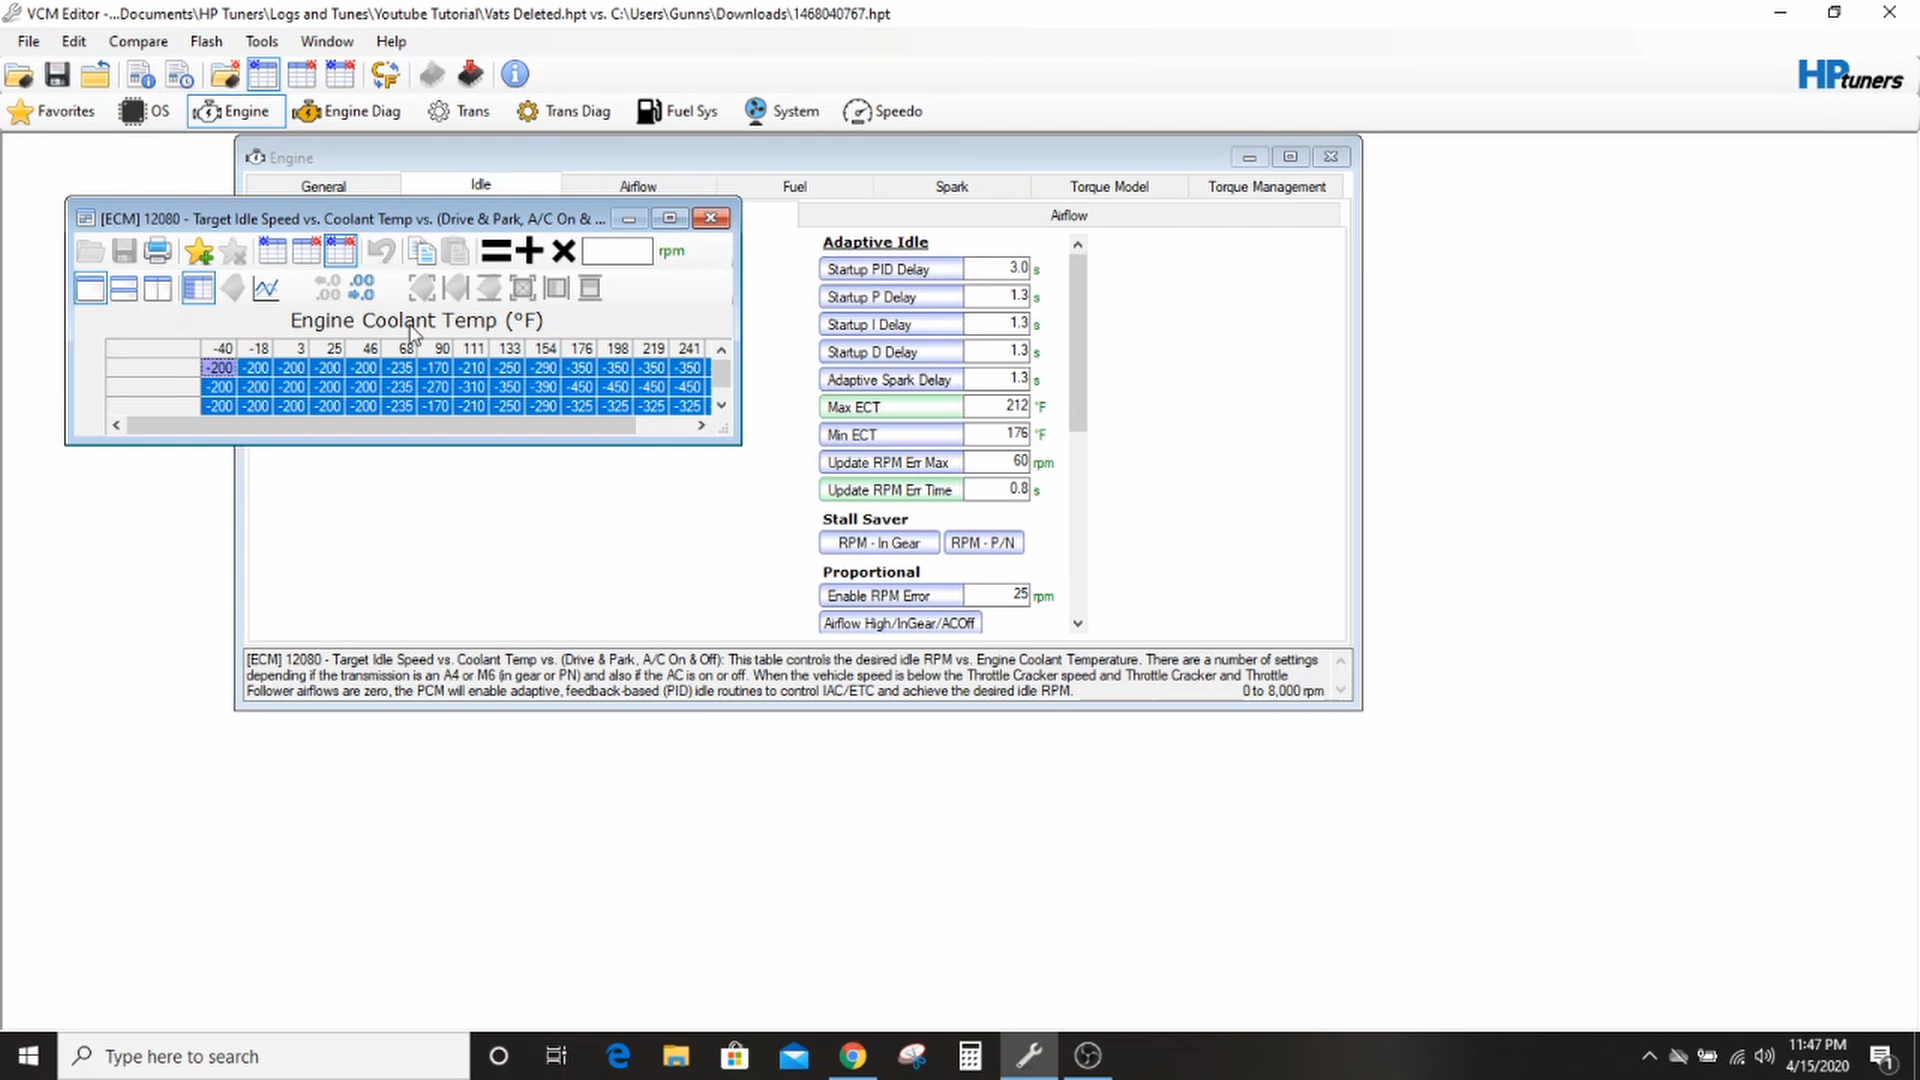 VCM Editor -...Documents\HP Tuners\Logs and Tunes\Youtube Tutorial\Vats Deleted.hpt vs. C:\Users\Gunns\Downloads\1468040767.hpt
File Edit Compare Flash Tools Window Help
HPtuners
Favorites OS Engine Engine Diag Trans Trans Diag Fuel Sys System Speedo
Engine
General Idle Airflow Fuel Spark Torque Model Torque Management
[ECM] 12080 - Target Idle Speed vs. Coolant Temp vs. (Drive & Park, A/C On & ...
rpm
Engine Coolant Temp (°F)
-40 -18 3 25 46 68 90 111 133 154 176 198 219 241
-200 -200 -200 -200 -200 -235 -170 -210 -250 -290 -350 -350 -350 -350
-200 -200 -200 -200 -200 -235 -270 -310 -350 -390 -450 -450 -450 -450
-200 -200 -200 -200 -200 -235 -170 -210 -250 -290 -325 -325 -325 -325
Airflow
Adaptive Idle
Startup PID Delay 3.0 s
Startup P Delay 1.3 s
Startup I Delay 1.3 s
Startup D Delay 1.3 s
Adaptive Spark Delay 1.3 s
Max ECT 212 °F
Min ECT 176 °F
Update RPM Err Max 60 rpm
Update RPM Err Time 0.8 s
Stall Saver
RPM - In Gear RPM - P/N
Proportional
Enable RPM Error 25 rpm
Airflow High/InGear/ACOff
[ECM] 12080 - Target Idle Speed vs. Coolant Temp vs. (Drive & Park, A/C On & Off): This table controls the desired idle RPM vs. Engine Coolant Temperature. There are a number of settings
depending if the transmission is an A4 or M6 (in gear or PN) and also if the AC is on or off. When the vehicle speed is below the Throttle Cracker speed and Throttle Cracker and Throttle
Follower airflows are zero, the PCM will enable adaptive, feedback-based (PID) idle routines to control IAC/ETC and achieve the desired idle RPM. 0 to 8,000 rpm
Type here to search
11:47 PM
4/15/2020
1